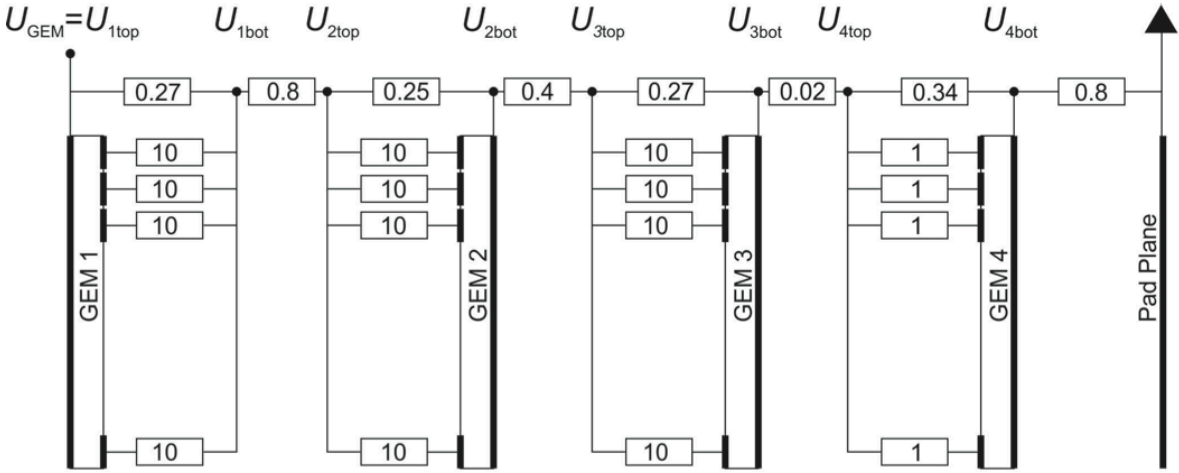 U_GEM=U_1top U_1bot U_2top U_2bot U_3top U_3bot U_4top U_4bot
0.27 0.8 0.25 0.4 0.27 0.02 0.34 0.8
10 10 10 1
10 10 10 1
10 10 10 1
GEM 1 GEM 2 GEM 3 GEM 4 Pad Plane
10 10 10 1